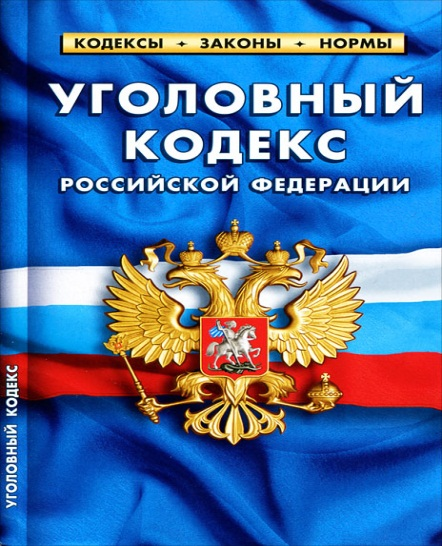 КОДЕКСЫ ✦ ЗАКОНЫ ✦ НОРМЫ
УГОЛОВНЫЙ
КОДЕКС
РОССИЙСКОЙ ФЕДЕРАЦИИ
УГОЛОВНЫЙ КОДЕКС